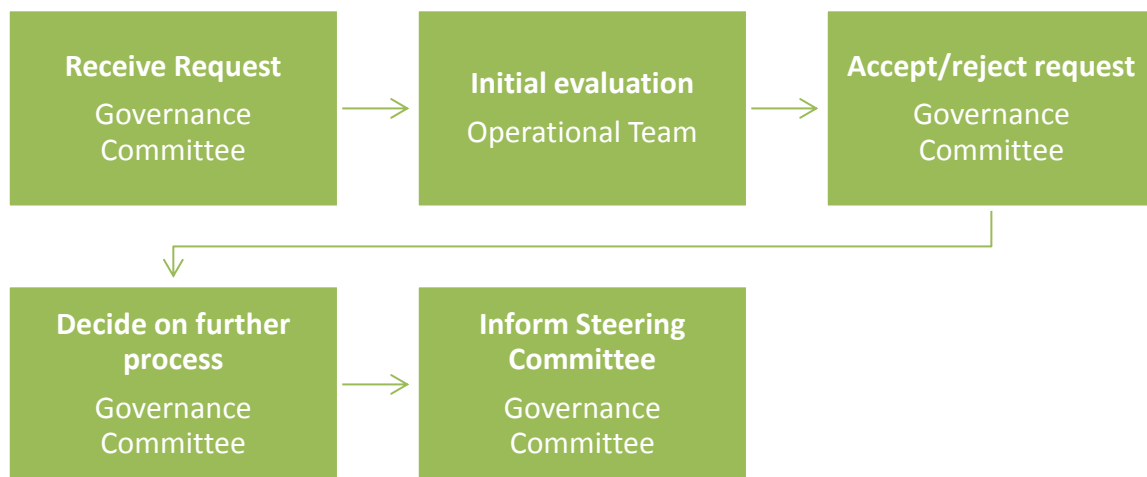 Receive Request
Governance
Committee
Initial evaluation
Operational Team
Accept/reject request
Governance
Committee
Decide on further
process
Governance
Committee
Inform Steering
Committee
Governance
Committee